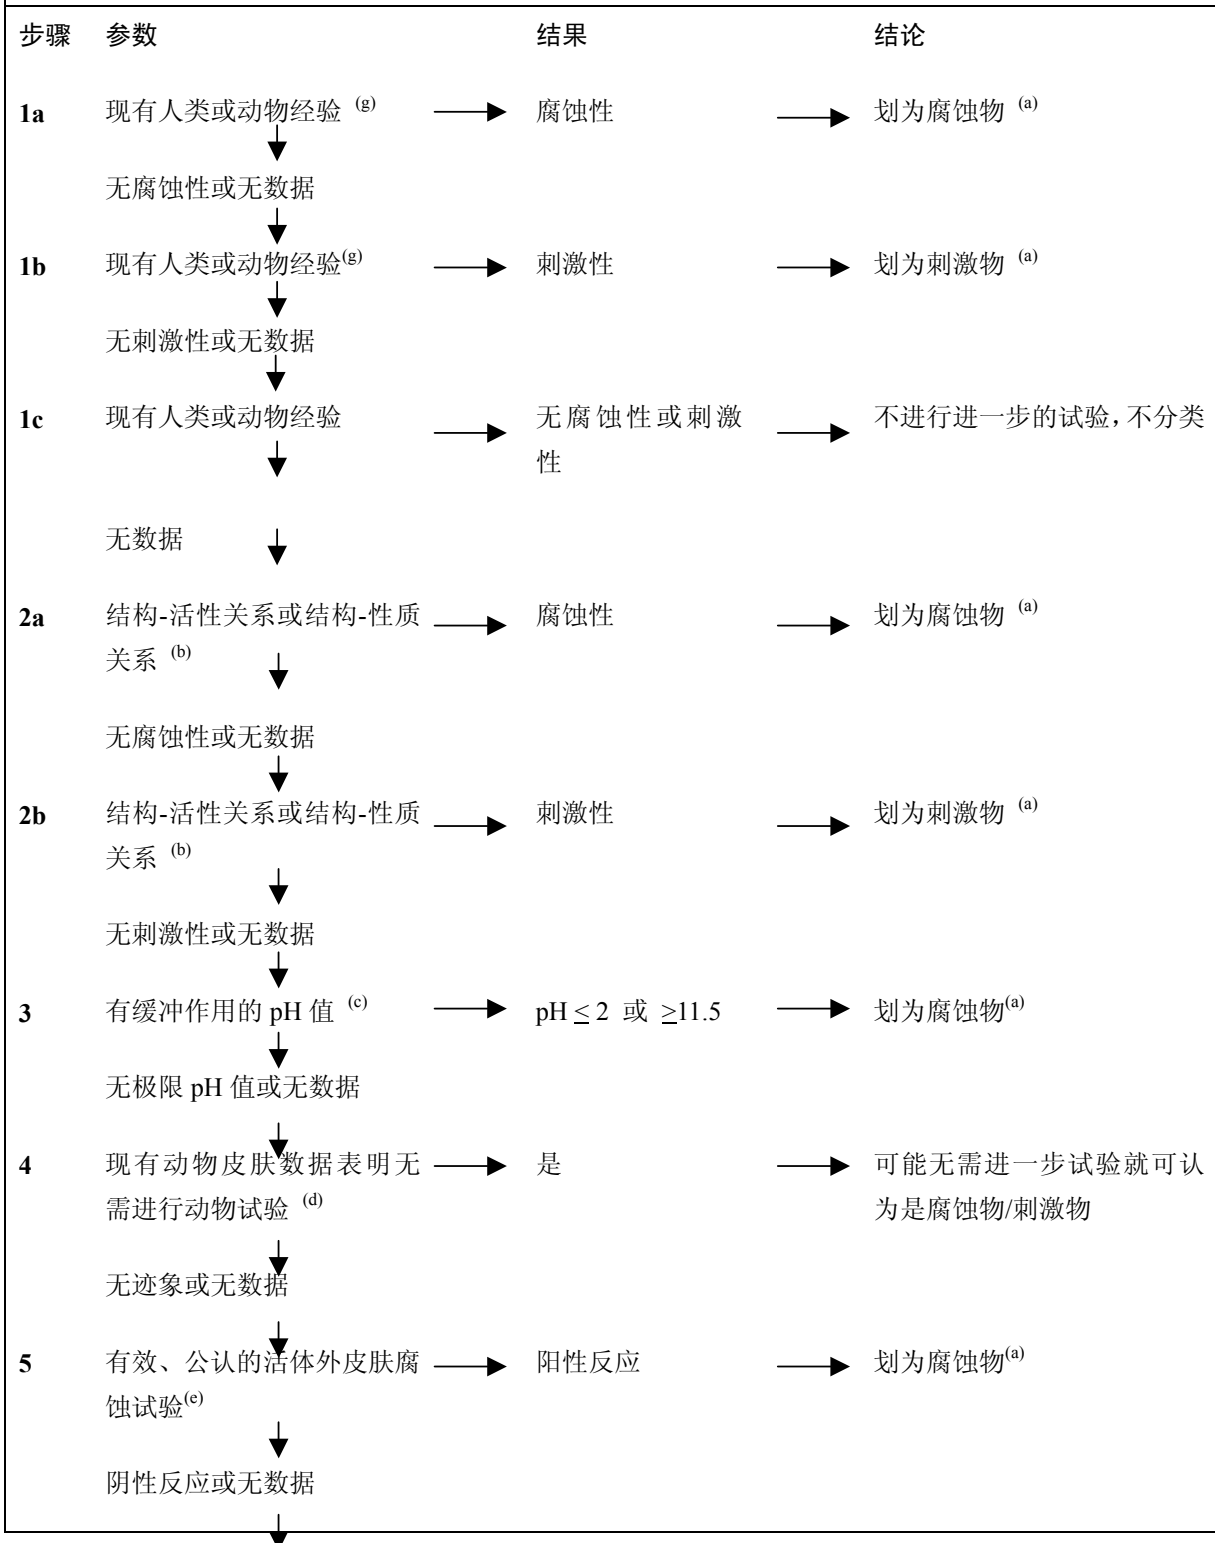 步骤 参数 结果 结论
1a 现有人类或动物经验 (g) 腐蚀性 划为腐蚀物 (a)
无腐蚀性或无数据
1b 现有人类或动物经验(g) 刺激性 划为刺激物 (a)
无刺激性或无数据
1c 现有人类或动物经验 无腐蚀性或刺激 不进行进一步的试验，不分类
性
无数据
2a 结构-活性关系或结构-性质 腐蚀性 划为腐蚀物 (a)
关系 (b)
无腐蚀性或无数据
2b 结构-活性关系或结构-性质 刺激性 划为刺激物 (a)
关系 (b)
无刺激性或无数据
3 有缓冲作用的 pH 值 (c) pH ≤ 2 或 ≥11.5 划为腐蚀物(a)
无极限 pH 值或无数据
4 现有动物皮肤数据表明无 是 可能无需进一步试验就可认
需进行动物试验 (d) 为是腐蚀物/刺激物
无迹象或无数据
5 有效、公认的活体外皮肤腐 阳性反应 划为腐蚀物(a)
蚀试验(e)
阴性反应或无数据